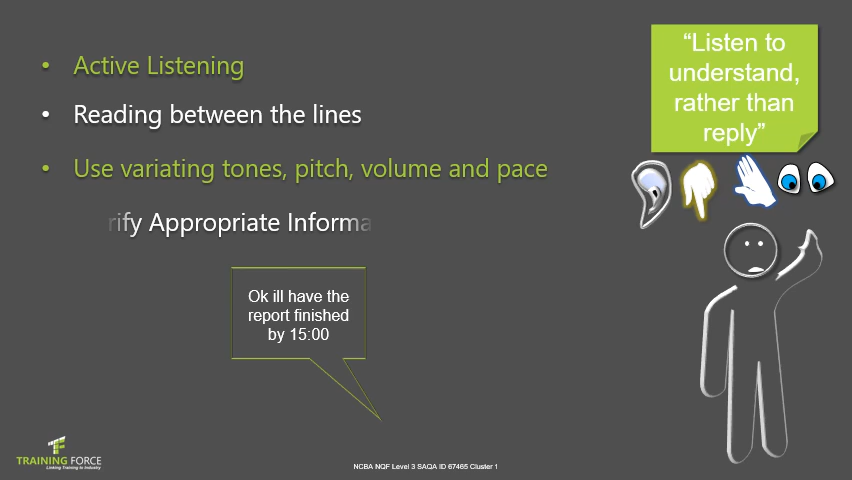 Active Listening
Reading between the lines
Use variating tones, pitch, volume and pace
rify Appropriate Informa
Ok ill have the
report finished
by 15:00
“Listen to
understand,
rather than
reply”
TRAINING FORCE
Linking Training to Industry
NCBA NQF Level 3 SAQA ID 67465 Cluster 1